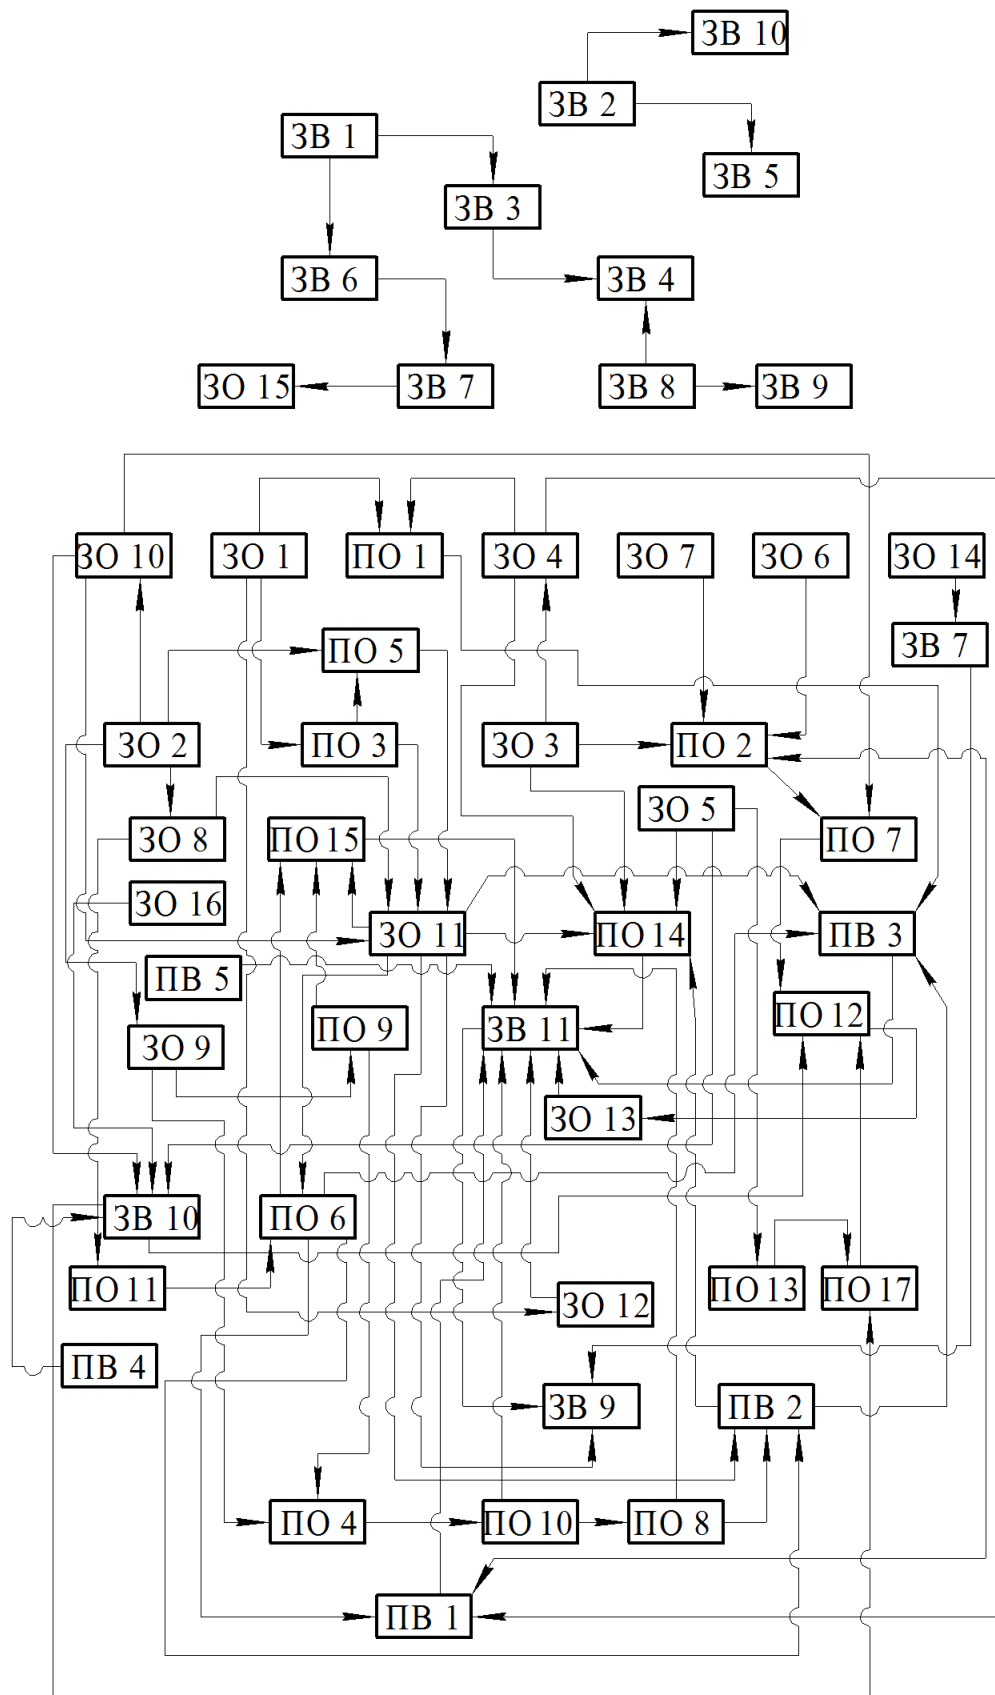 ЗВ 10
ЗВ 2
ЗВ 1
ЗВ 5
ЗВ 3
ЗВ 6
ЗВ 4
ЗО 15
ЗВ 7
ЗВ 8
ЗВ 9
ЗО 10
ЗО 1
ПО 1
ЗО 4
ЗО 7
ЗО 6
ЗО 14
ПО 5
ЗВ 7
ЗО 2
ПО 3
ЗО 3
ПО 2
ЗО 5
ЗО 8
ПО 15
ПО 7
ЗО 16
ЗО 11
ПО 14
ПВ 3
ПВ 5
ПО 12
ЗО 9
ПО 9
ЗВ 11
ЗО 13
ЗВ 10
ПО 6
ПО 11
ПО 13
ПО 17
ЗО 12
ПВ 4
ЗВ 9
ПВ 2
ПО 4
ПО 10
ПО 8
ПВ 1